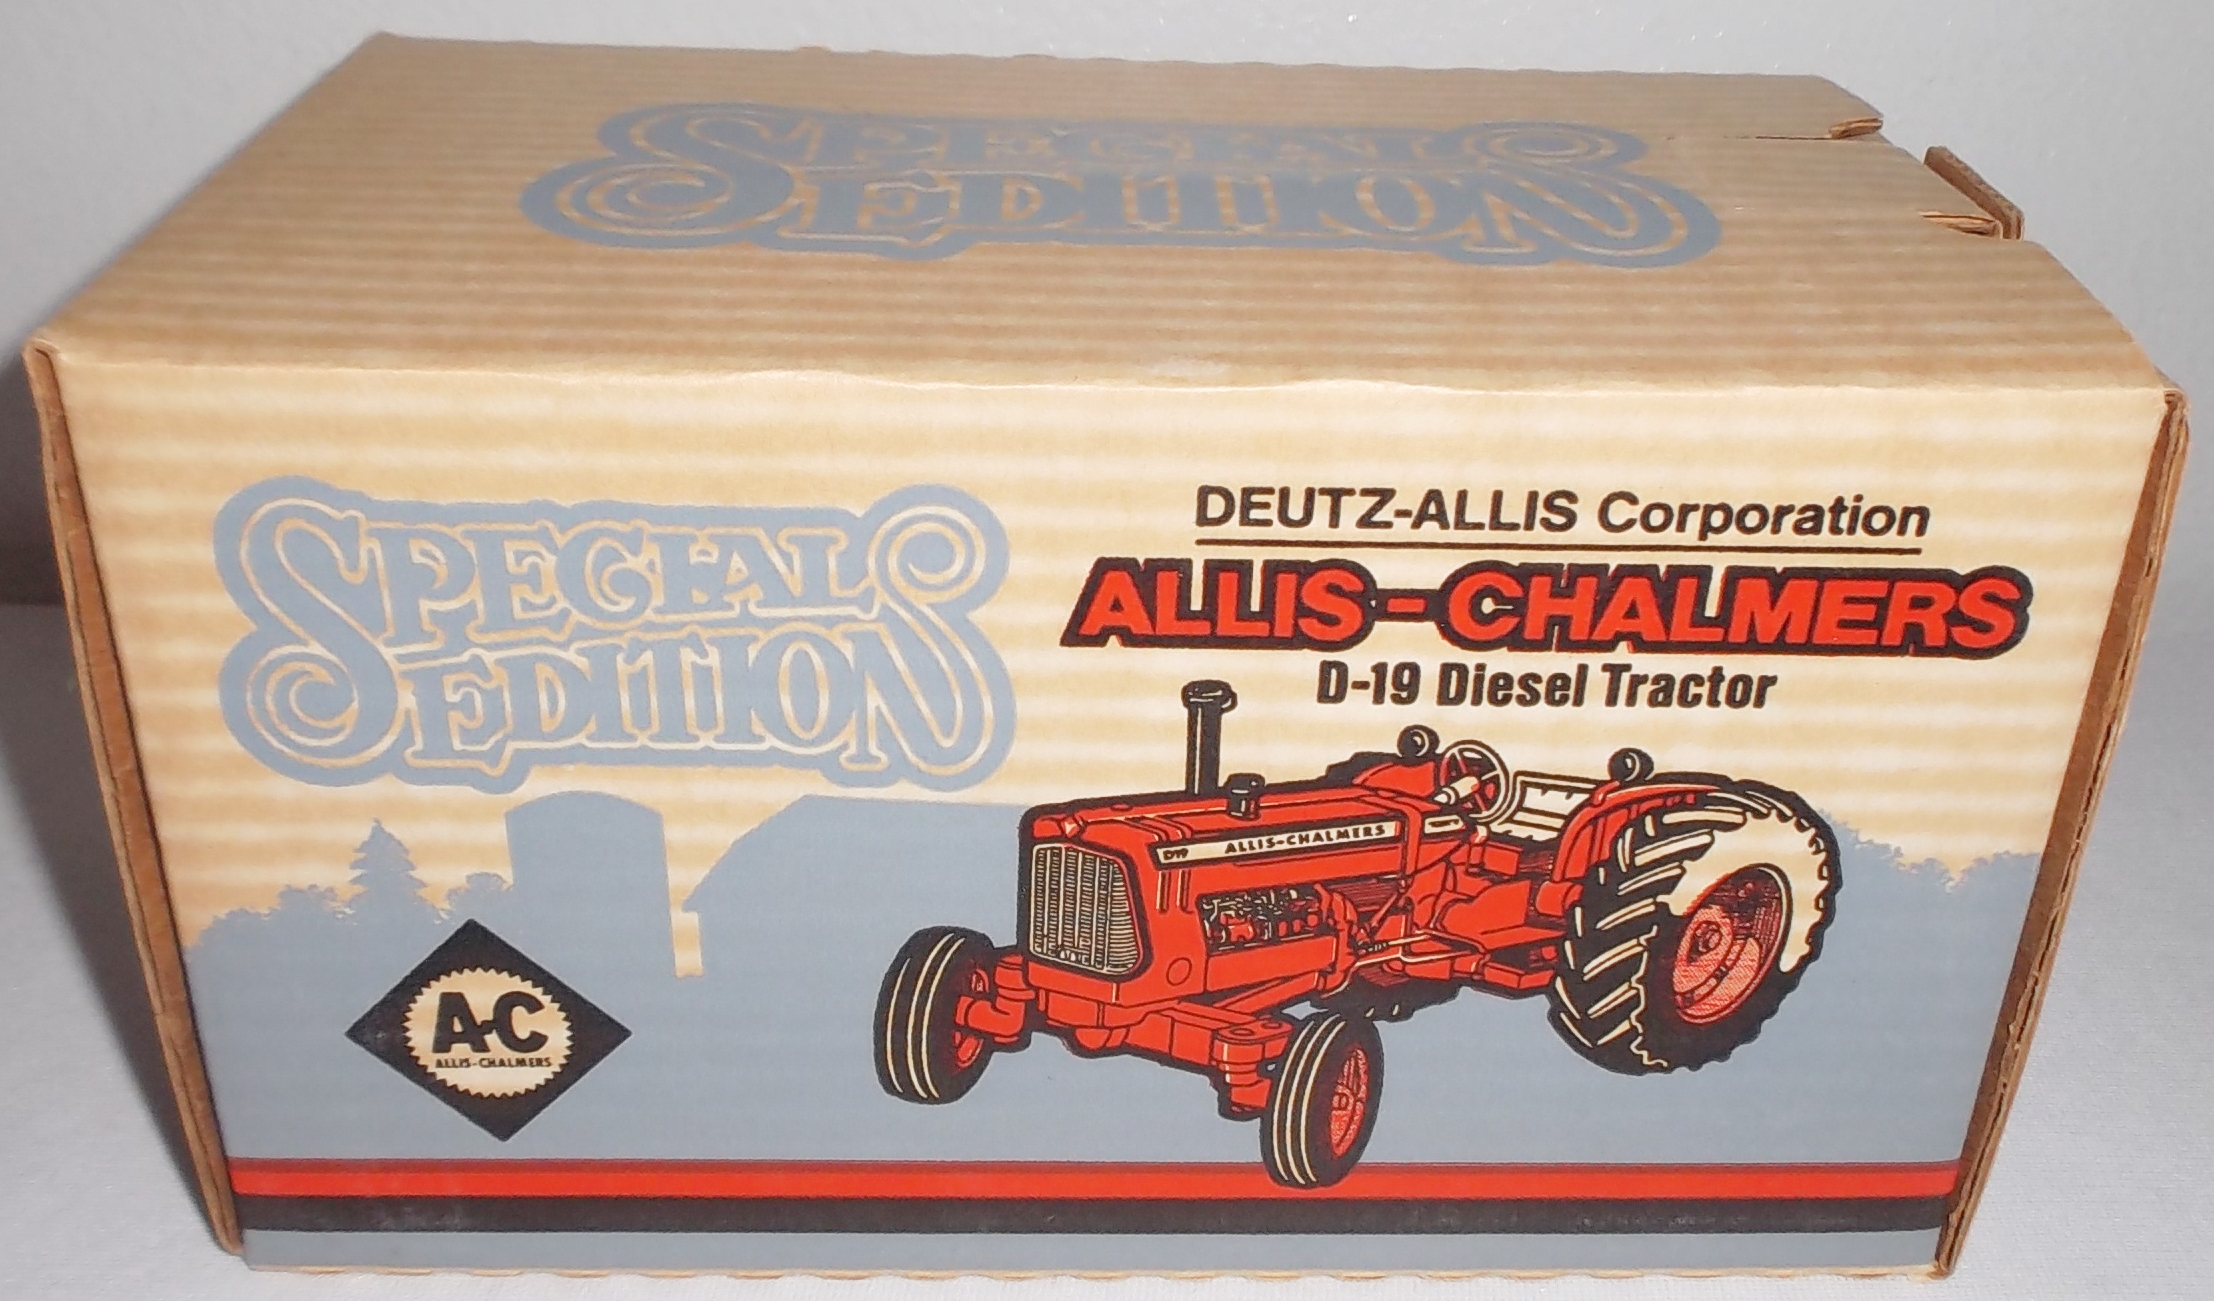 SPECIAL
EDITION
SPECIAL
EDITION
DEUTZ-ALLIS Corporation
ALLIS-CHALMERS
D-19 Diesel Tractor
D19 ALLIS-CHALMERS
A-C
ALLIS-CHALMERS